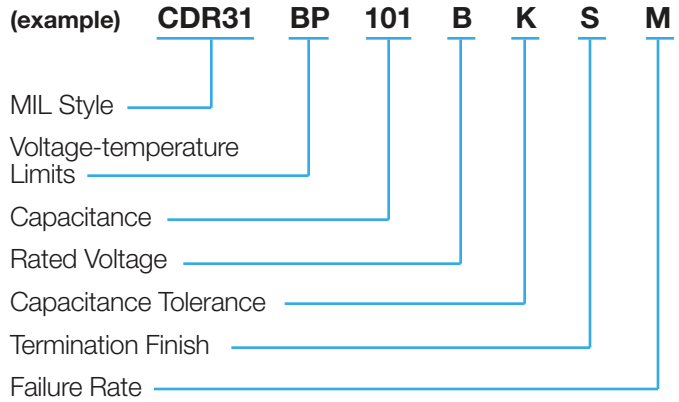 (example) CDR31 BP 101 B K S M
MIL Style
Voltage-temperature
Limits
Capacitance
Rated Voltage
Capacitance Tolerance
Termination Finish
Failure Rate